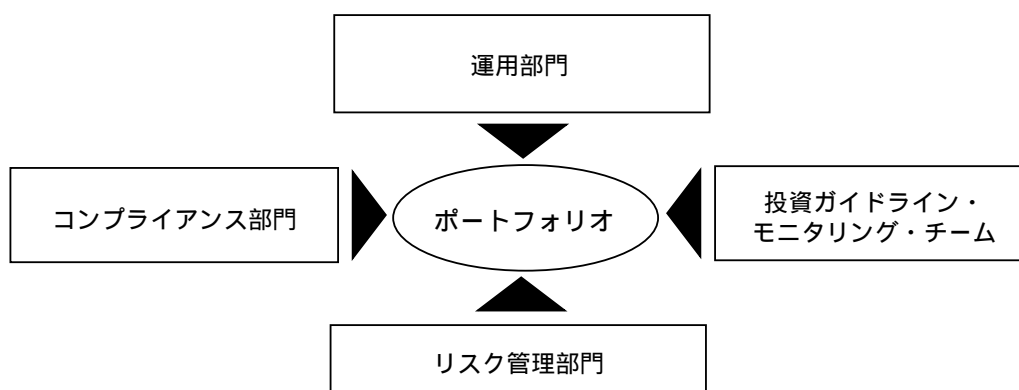 運用部門
コンプライアンス部門
ポートフォリオ
投資ガイドライン・
モニタリング・チーム
リスク管理部門